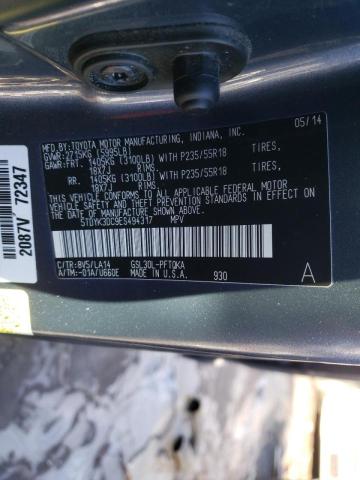 MFD.BY:TOYOTA MOTOR MANUFACTURING, INDIANA, INC. 05/14
GVWR:2715KG (5995LB)
GAWR:FRT. 1405KG (3100LB) WITH P235/55R18 TIRES,
18X7J RIMS
RR. 1405KG (3100LB) WITH P235/55R18 TIRES,
18X7J RIMS
THIS VEHICLE CONFORMS TO ALL APPLICABLE FEDERAL MOTOR
VEHICLE SAFETY AND THEFT PREVENTION STANDARDS IN EFFECT
ON THE DATE OF MANUFACTURE SHOWN ABOVE.
5TDYK3DC9ES494317 MPV
C/TR:8V5/LA14 GSL30L-PFTQKA
A/TM:-01A/U660E MADE IN U.S.A. 930 A
2087V 72347